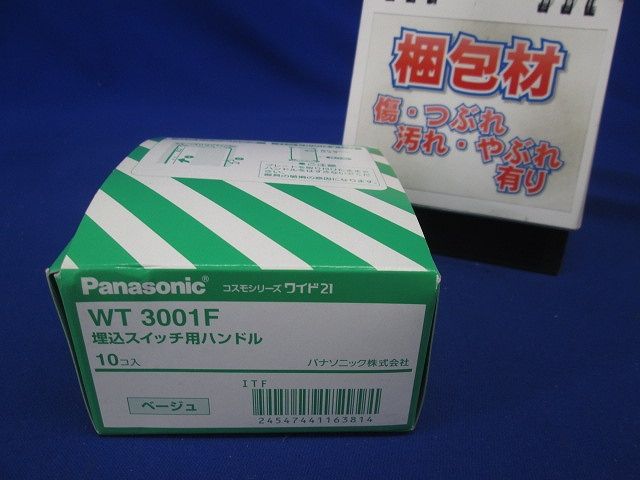 梱包材
傷・つぶれ
汚れ・やぶれ
有り
Panasonic® コスモシリーズ ワイド21
WT 3001F
埋込スイッチ用ハンドル
10コ入
パナソニック株式会社
ITF
ベージュ
24547441163814